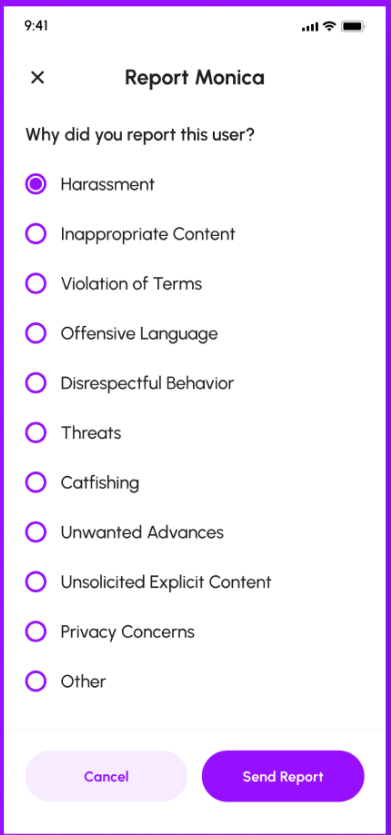 9:41
Report Monica
Why did you report this user?
Harassment
Inappropriate Content
Violation of Terms
Offensive Language
Disrespectful Behavior
Threats
Catfishing
Unwanted Advances
Unsolicited Explicit Content
Privacy Concerns
Other
Cancel
Send Report